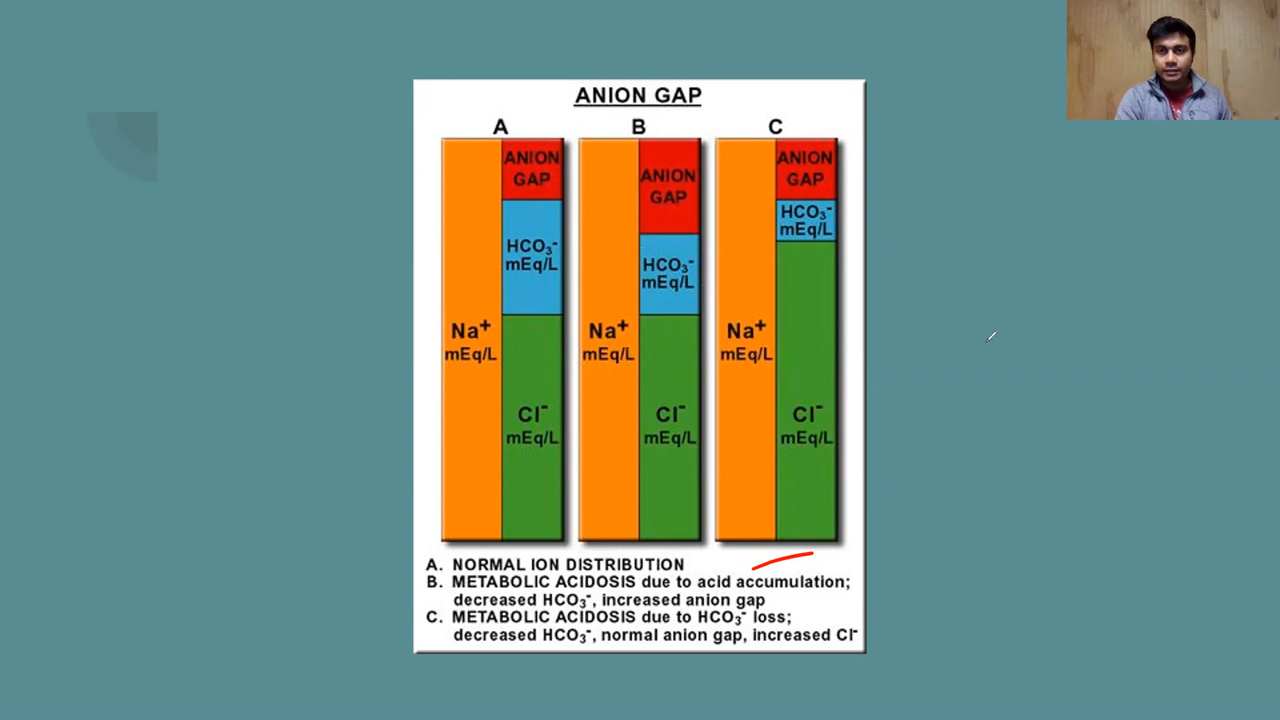 ANION GAP
A
B
C
ANION
GAP
HCO₃⁻
mEq/L
Na⁺
mEq/L
Cl⁻
mEq/L
ANION
GAP
HCO₃⁻
mEq/L
Na⁺
mEq/L
Cl⁻
mEq/L
ANION
GAP
HCO₃⁻
mEq/L
Na⁺
mEq/L
Cl⁻
mEq/L
A. NORMAL ION DISTRIBUTION
B. METABOLIC ACIDOSIS due to acid accumulation;
decreased HCO₃⁻, increased anion gap
C. METABOLIC ACIDOSIS due to HCO₃⁻ loss;
decreased HCO₃⁻, normal anion gap, increased Cl⁻